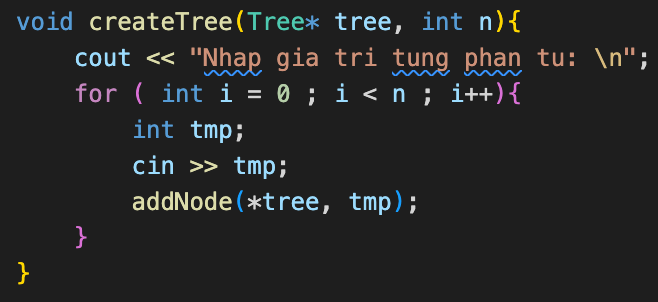 void createTree(Tree* tree, int n){
    cout << "Nhap gia tri tung phan tu: \n";
    for ( int i = 0 ; i < n ; i++){
        int tmp;
        cin >> tmp;
        addNode(*tree, tmp);
    }
}